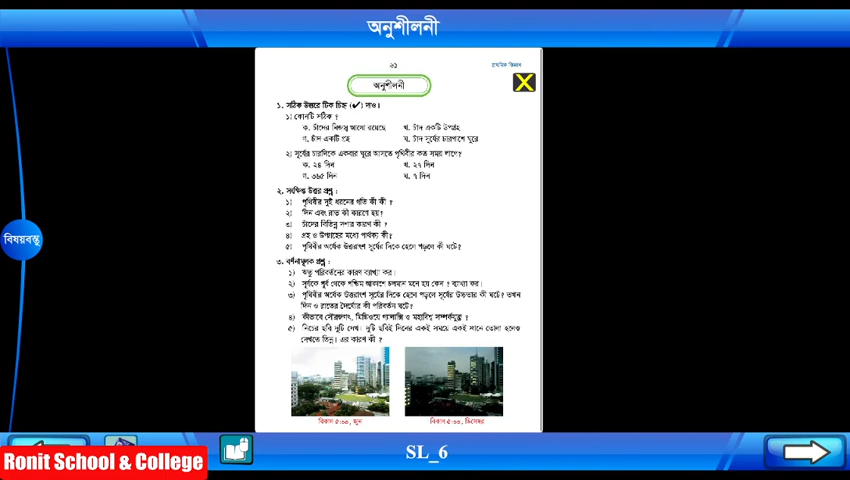 অনুশীলনী
৬১
প্রাথমিক বিজ্ঞান
অনুশীলনী
X
১. সঠিক উত্তরে টিক চিহ্ন (✔) দাও।
১) কোনটি সঠিক ?
ক. চাঁদের নিজস্ব আলো রয়েছে খ. চাঁদ একটি উপগ্রহ
গ. চাঁদ একটি গ্রহ ঘ. চাঁদ সূর্যের চারপাশে ঘুরে
২) সূর্যের চারদিকে একবার ঘুরে আসতে পৃথিবীর কত সময় লাগে?
ক. ২৪ দিন খ. ২৭ দিন
গ. ৩৬৫ দিন ঘ. ৭ দিন
২. সংক্ষিপ্ত উত্তর প্রশ্ন :
১) পৃথিবীর দুই ধরনের গতি কী কী ?
২) দিন এবং রাত কী কারণে হয়?
৩) চাঁদের বিভিন্ন দশার কারণ কী ?
৪) গ্রহ ও উপগ্রহের মধ্যে পার্থক্য কী?
৫) পৃথিবীর অর্ধেক উত্তরাংশ সূর্যের দিকে হেলে পড়লে কী ঘটে?
৩. বর্ণনামূলক প্রশ্ন :
১) ঋতু পরিবর্তনের কারণ ব্যাখ্যা কর।
২) সূর্যকে পূর্ব থেকে পশ্চিম আকাশে চলমান মনে হয় কেন ? ব্যাখ্যা কর।
৩) পৃথিবীর অর্ধেক উত্তরাংশ সূর্যের দিকে হেলে পড়লে সূর্যের উচ্চতার কী ঘটে? তখন
দিন ও রাতের দৈর্ঘ্যের কী পরিবর্তন ঘটে?
৪) কীভাবে সৌরজগৎ, মিল্কিওয়ে গ্যালাক্সি ও মহাবিশ্ব সম্পর্কযুক্ত ?
৫) নিচের ছবি দুটি দেখ। দুটি ছবিই দিনের একই সময়ে একই স্থানে তোলা হলেও
দেখতে ভিন্ন। এর কারণ কী ?
বিকাল ৫:৩০, জুন বিকাল ৫:৩০, ডিসেম্বর
বিষয়বস্তু
Ronit School & College
SL_6